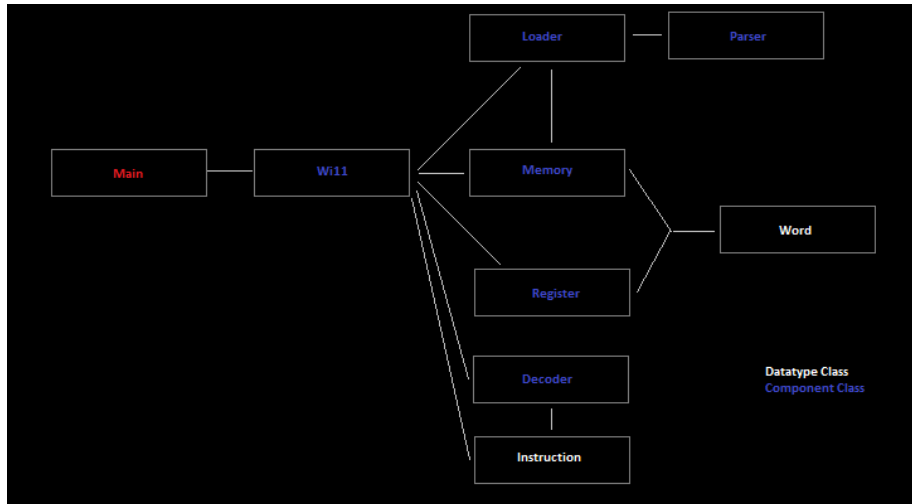 Loader
Parser
Main
Wi11
Memory
Word
Register
Decoder
Datatype Class
Component Class
Instruction